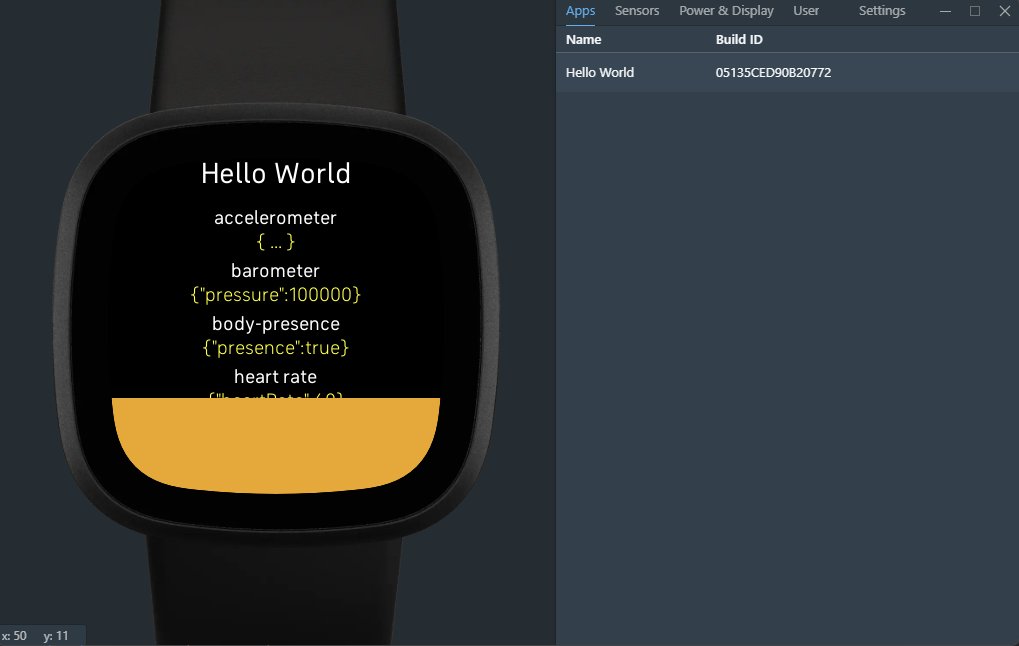 Apps Sensors Power & Display User Settings
Name Build ID
Hello World 05135CED90B20772
Hello World
accelerometer
{ ... }
barometer
{"pressure":100000}
body-presence
{"presence":true}
heart rate
x: 50 y: 11